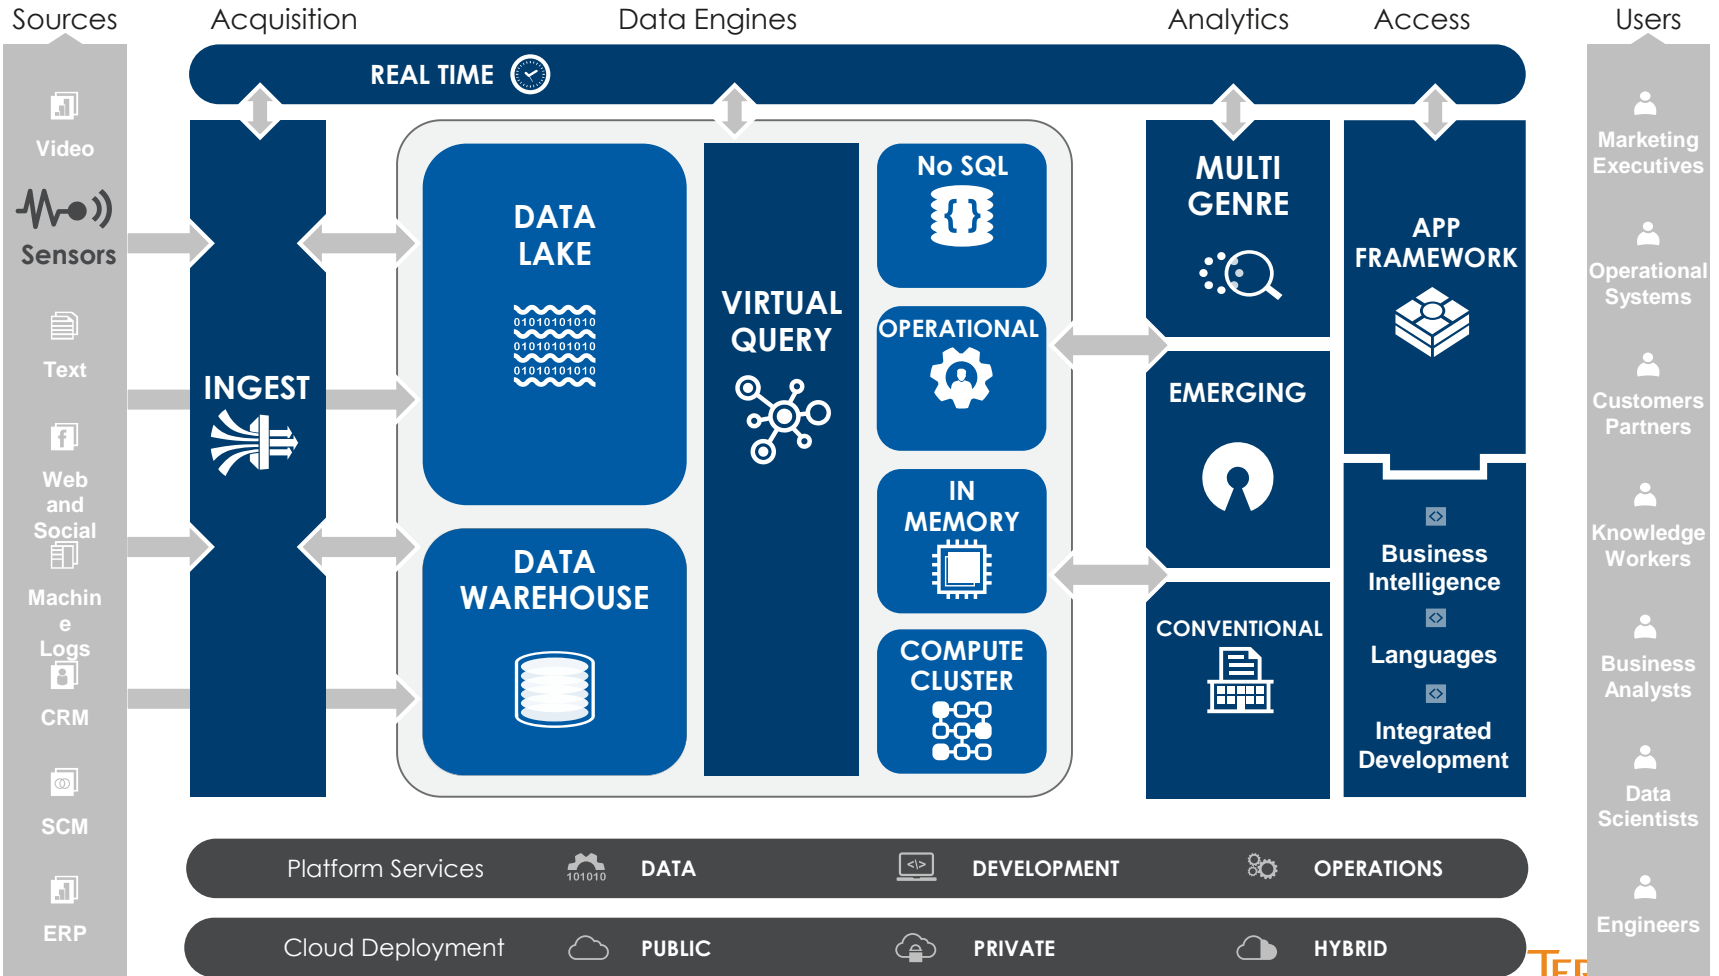 Sources
Acquisition
Data Engines
Analytics
Access
Users
REAL TIME
Video
Sensors
Text
Web
and
Social
Machin
e
Logs
CRM
SCM
ERP
INGEST
DATA
LAKE
01010101010
01010101010
01010101010
DATA
WAREHOUSE
VIRTUAL
QUERY
No SQL
{ }
OPERATIONAL
IN
MEMORY
COMPUTE
CLUSTER
MULTI
GENRE
EMERGING
CONVENTIONAL
APP
FRAMEWORK
Business
Intelligence
Languages
Integrated
Development
Marketing
Executives
Operational
Systems
Customers
Partners
Knowledge
Workers
Business
Analysts
Data
Scientists
Engineers
Platform Services
101010
DATA
DEVELOPMENT
OPERATIONS
Cloud Deployment
PUBLIC
PRIVATE
HYBRID